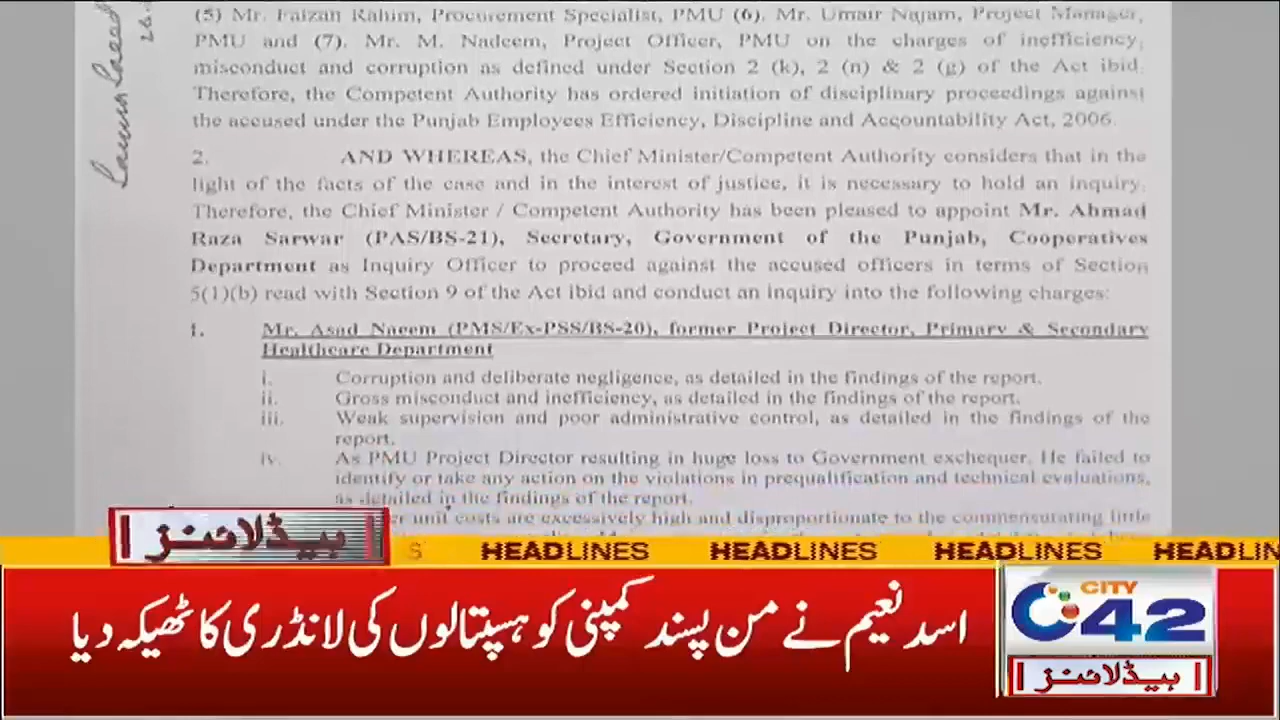 (5) Mr. Faizan Rahim, Procurement Specialist, PMU (6). Mr. Umair Najam, Project Manager,
PMU and (7). Mr. M. Nadeem, Project Officer, PMU on the charges of inefficiency,
misconduct and corruption as defined under Section 2 (k), 2 (n) & 2 (g) of the Act ibid.
Therefore, the Competent Authority has ordered initiation of disciplinary proceedings against
the accused under the Punjab Employees Efficiency, Discipline and Accountability Act, 2006.
2. AND WHEREAS, the Chief Minister/Competent Authority considers that in the
light of the facts of the case and in the interest of justice, it is necessary to hold an inquiry.
Therefore, the Chief Minister / Competent Authority has been pleased to appoint Mr. Ahmad
Raza Sarwar (PAS/BS-21), Secretary, Government of the Punjab, Cooperatives
Department as Inquiry Officer to proceed against the accused officers in terms of Section
5(1)(b) read with Section 9 of the Act ibid and conduct an inquiry into the following charges:
1. Mr. Asad Naeem (PMS/Ex-PSS/BS-20), former Project Director, Primary & Secondary
Healthcare Department
i. Corruption and deliberate negligence, as detailed in the findings of the report.
ii. Gross misconduct and inefficiency, as detailed in the findings of the report.
iii. Weak supervision and poor administrative control, as detailed in the findings of the
report.
iv. As PMU Project Director resulting in huge loss to Government exchequer. He failed to
identify or take any action on the violations in prequalification and technical evaluations,
as detailed in the findings of the report.
unit costs are excessively high and disproportionate to the commensurating little
ہیڈلائنز
S HEADLINES HEADLINES HEADLINES HEADLIN
اسد نعیم نے من پسند کمپنی کو ہسپتالوں کی لانڈری کا ٹھیکہ دیا
CITY
42
ہیڈلائنز